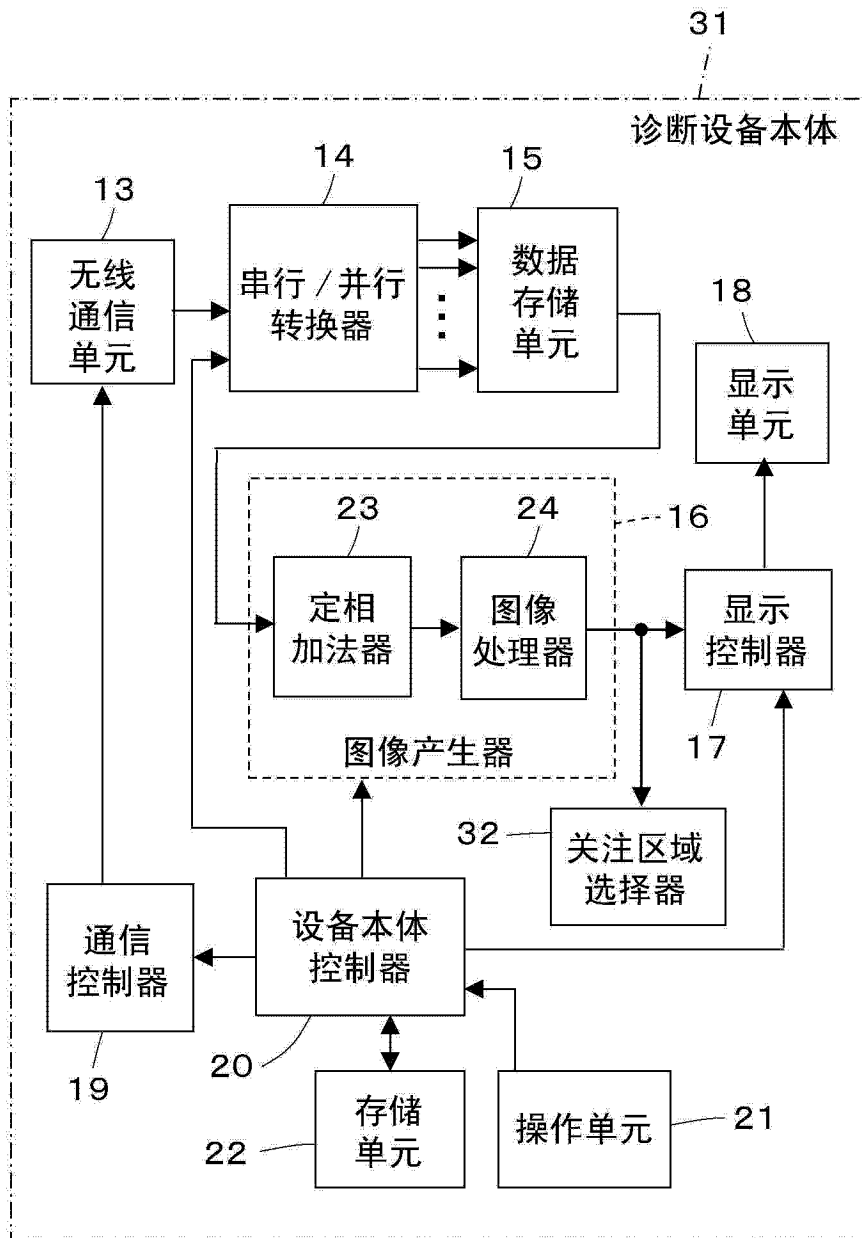 31
诊断设备本体
13
14
15
无线
通信
单元
串行/并行
转换器
数据
存储
单元
18
显示
单元
23
24
16
定相
加法器
图像
处理器
显示
控制器
图像产生器
17
32
关注区域
选择器
通信
控制器
设备本体
控制器
19
20
22
存储
单元
操作单元
21